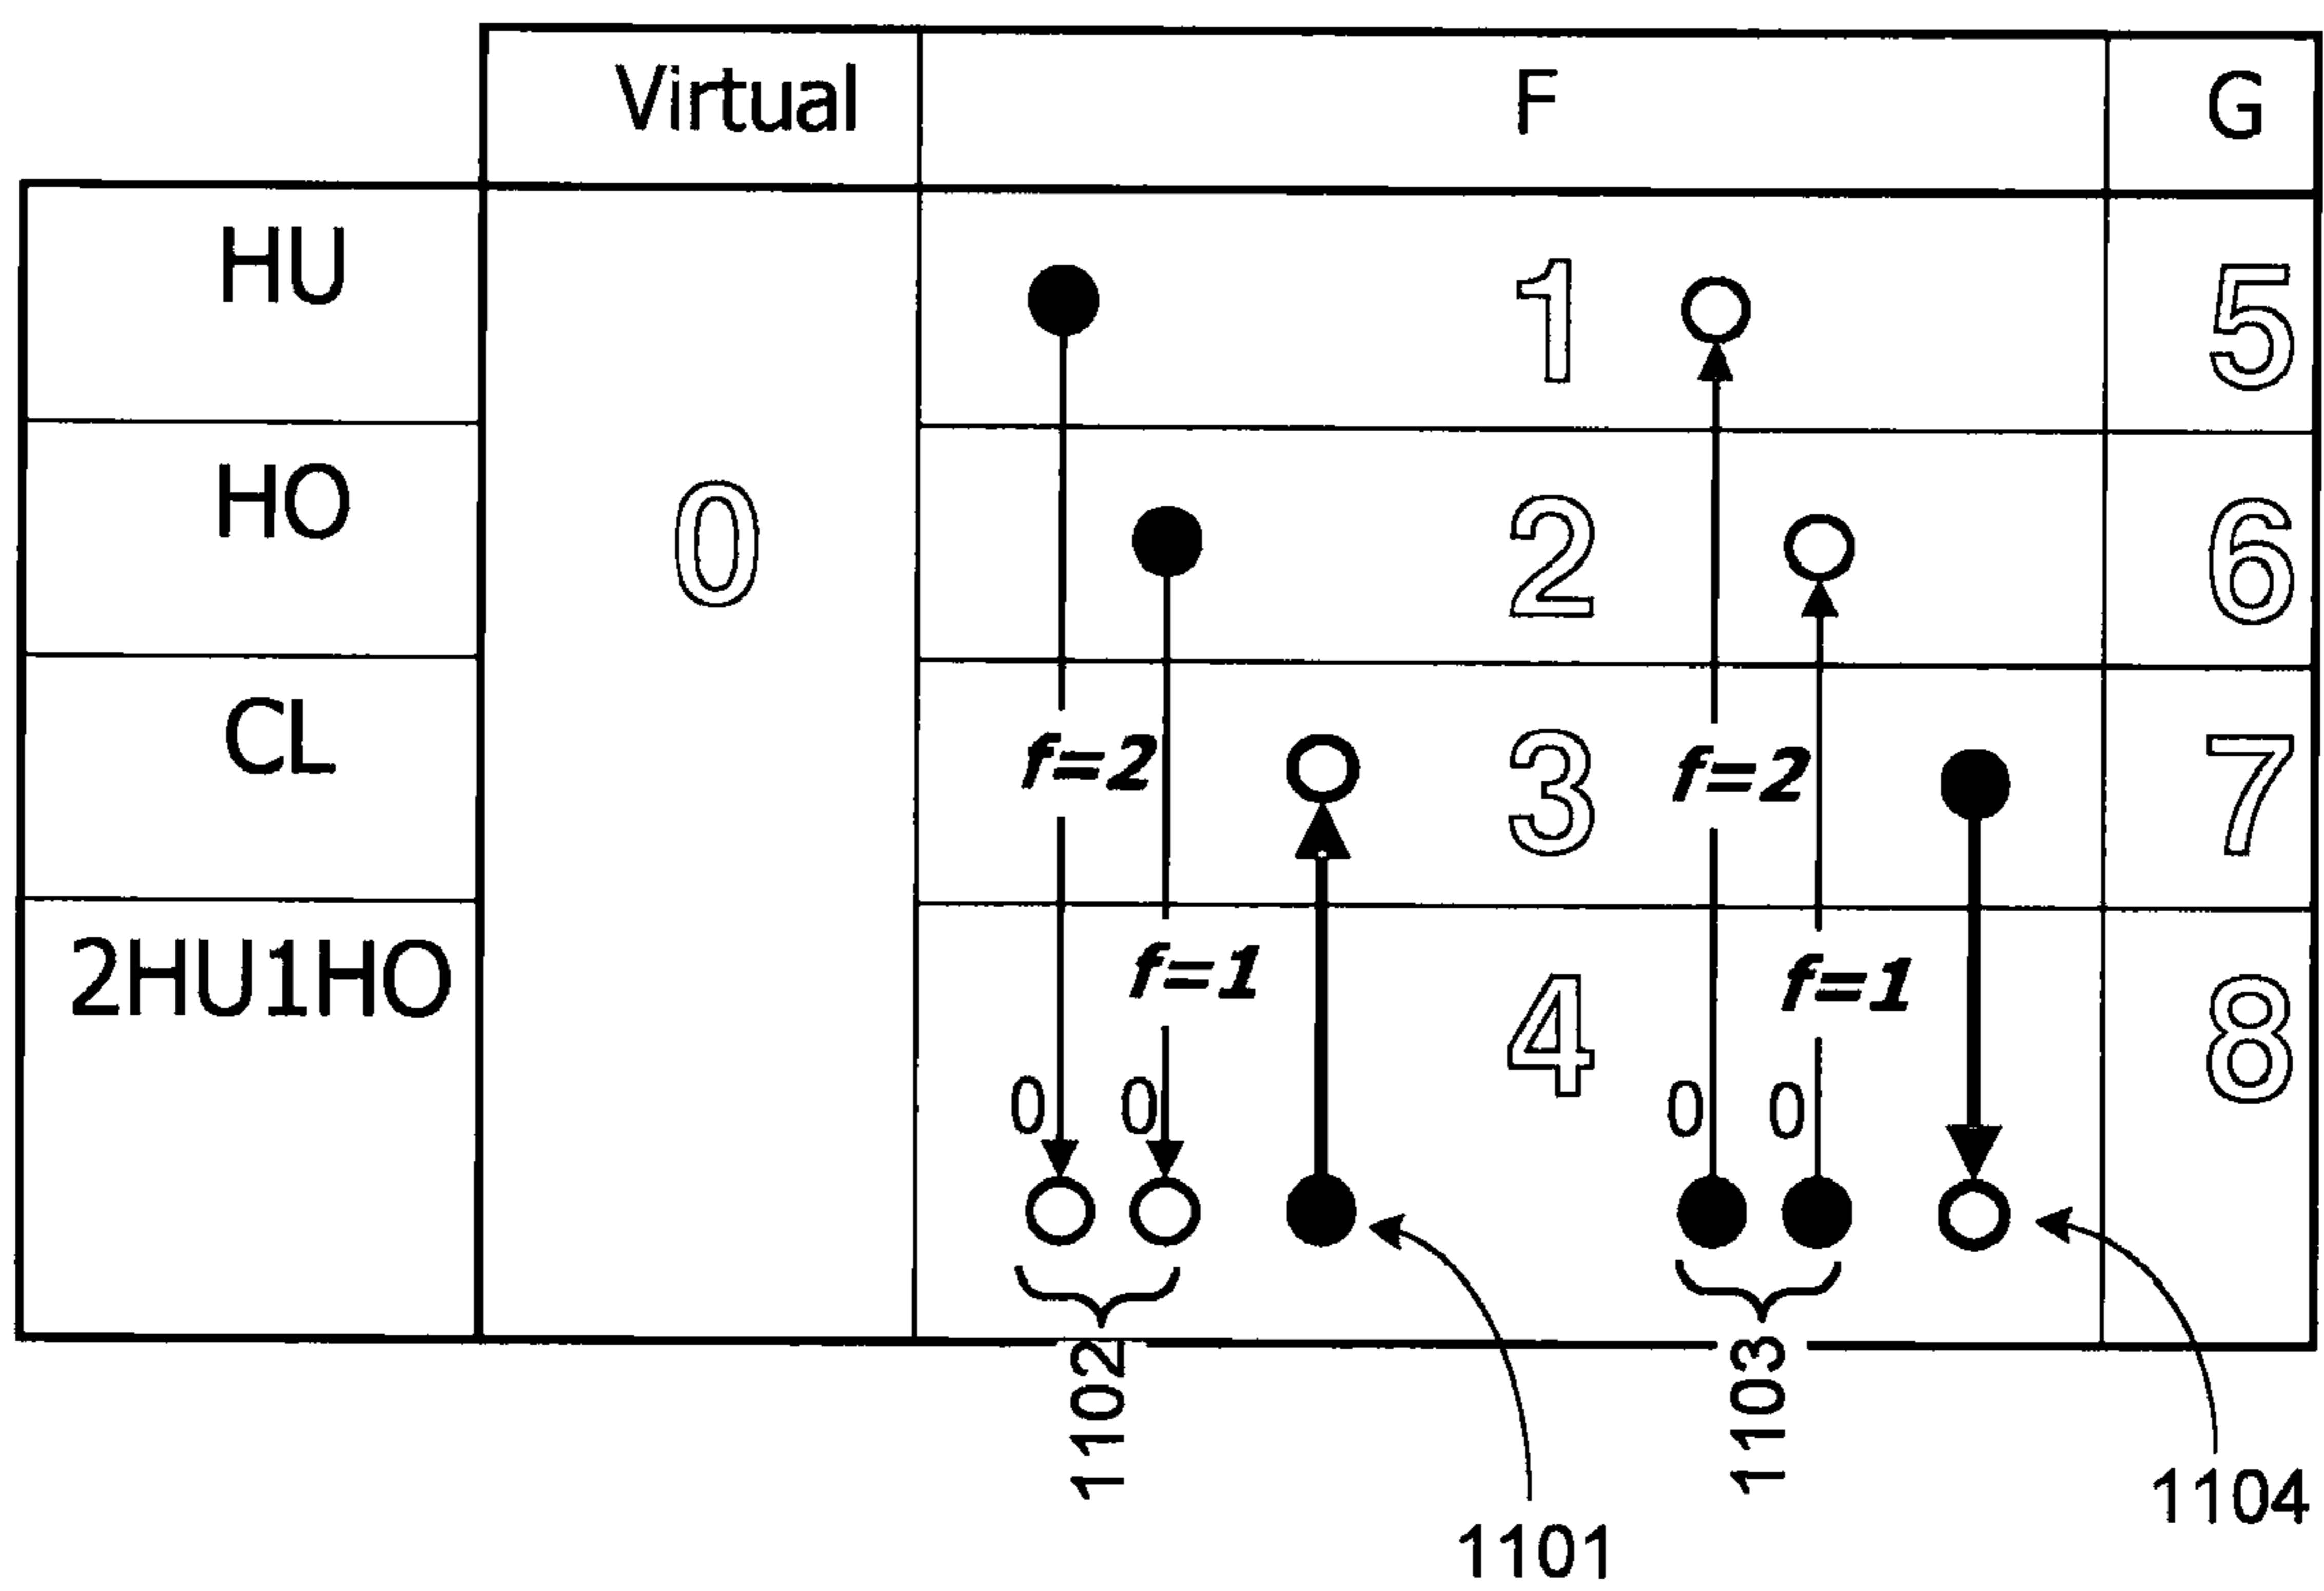 Virtual F G
HU 1 5
HO 0 2 6
CL f=2 3 f=2 7
2HU1HO f=1 4 f=1 8
0 0 0 0
1102 1103
1101 1104